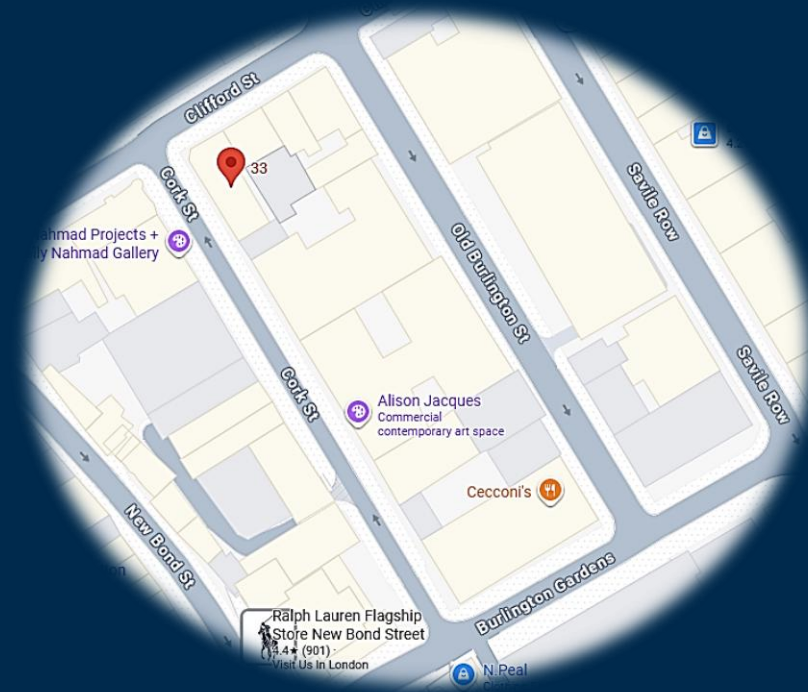 Clifford St
33
Cork St
ahmad Projects +
ly Nahmad Gallery
Savile Row
Old Burlington St
Cork St
Alison Jacques
Commercial
contemporary art space
Savile Row
Cecconi's
New Bond St
Burlington Gardens
Ralph Lauren Flagship
Store New Bond Street
4.4★ (901)
Visit Us In London
N.Peal